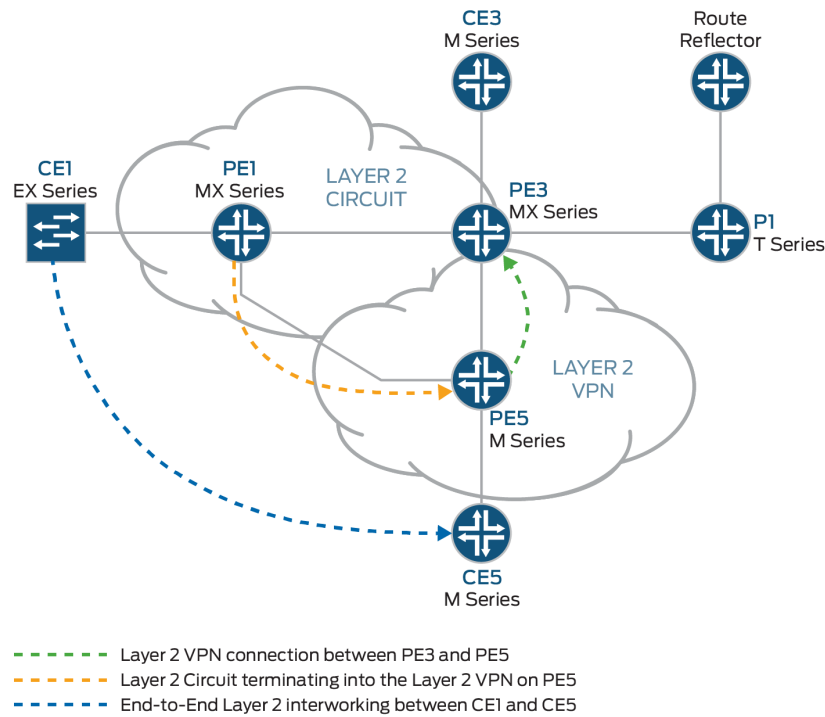 CE3
M Series
Route
Reflector
CE1
EX Series
PE1
MX Series
LAYER 2
CIRCUIT
PE3
MX Series
P1
T Series
LAYER 2
VPN
PE5
M Series
CE5
M Series
Layer 2 VPN connection between PE3 and PE5
Layer 2 Circuit terminating into the Layer 2 VPN on PE5
End-to-End Layer 2 interworking between CE1 and CE5